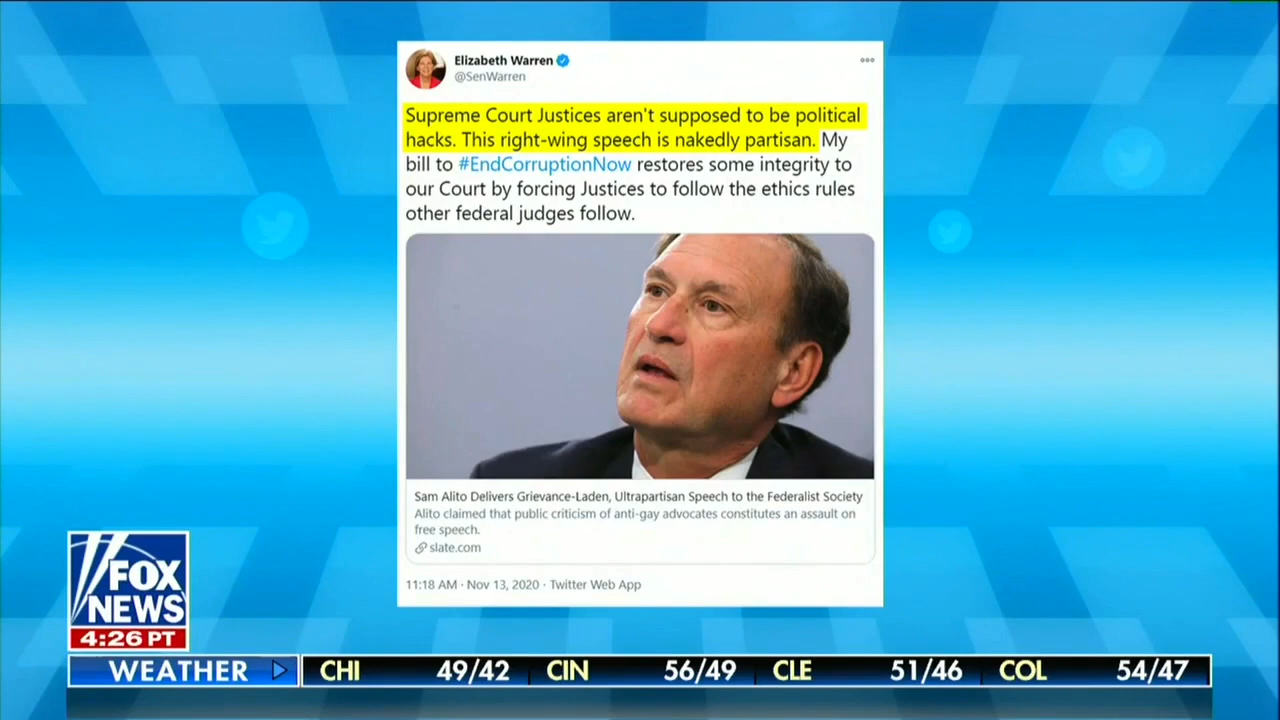 Elizabeth Warren
@SenWarren
Supreme Court Justices aren't supposed to be political
hacks. This right-wing speech is nakedly partisan. My
bill to #EndCorruptionNow restores some integrity to
our Court by forcing Justices to follow the ethics rules
other federal judges follow.
Sam Alito Delivers Grievance-Laden, Ultrapartisan Speech to the Federalist Society
Alito claimed that public criticism of anti-gay advocates constitutes an assault on
free speech.
slate.com
11:18 AM · Nov 13, 2020 · Twitter Web App
FOX
NEWS
4:26 PT
WEATHER CHI 49/42 CIN 56/49 CLE 51/46 COL 54/47